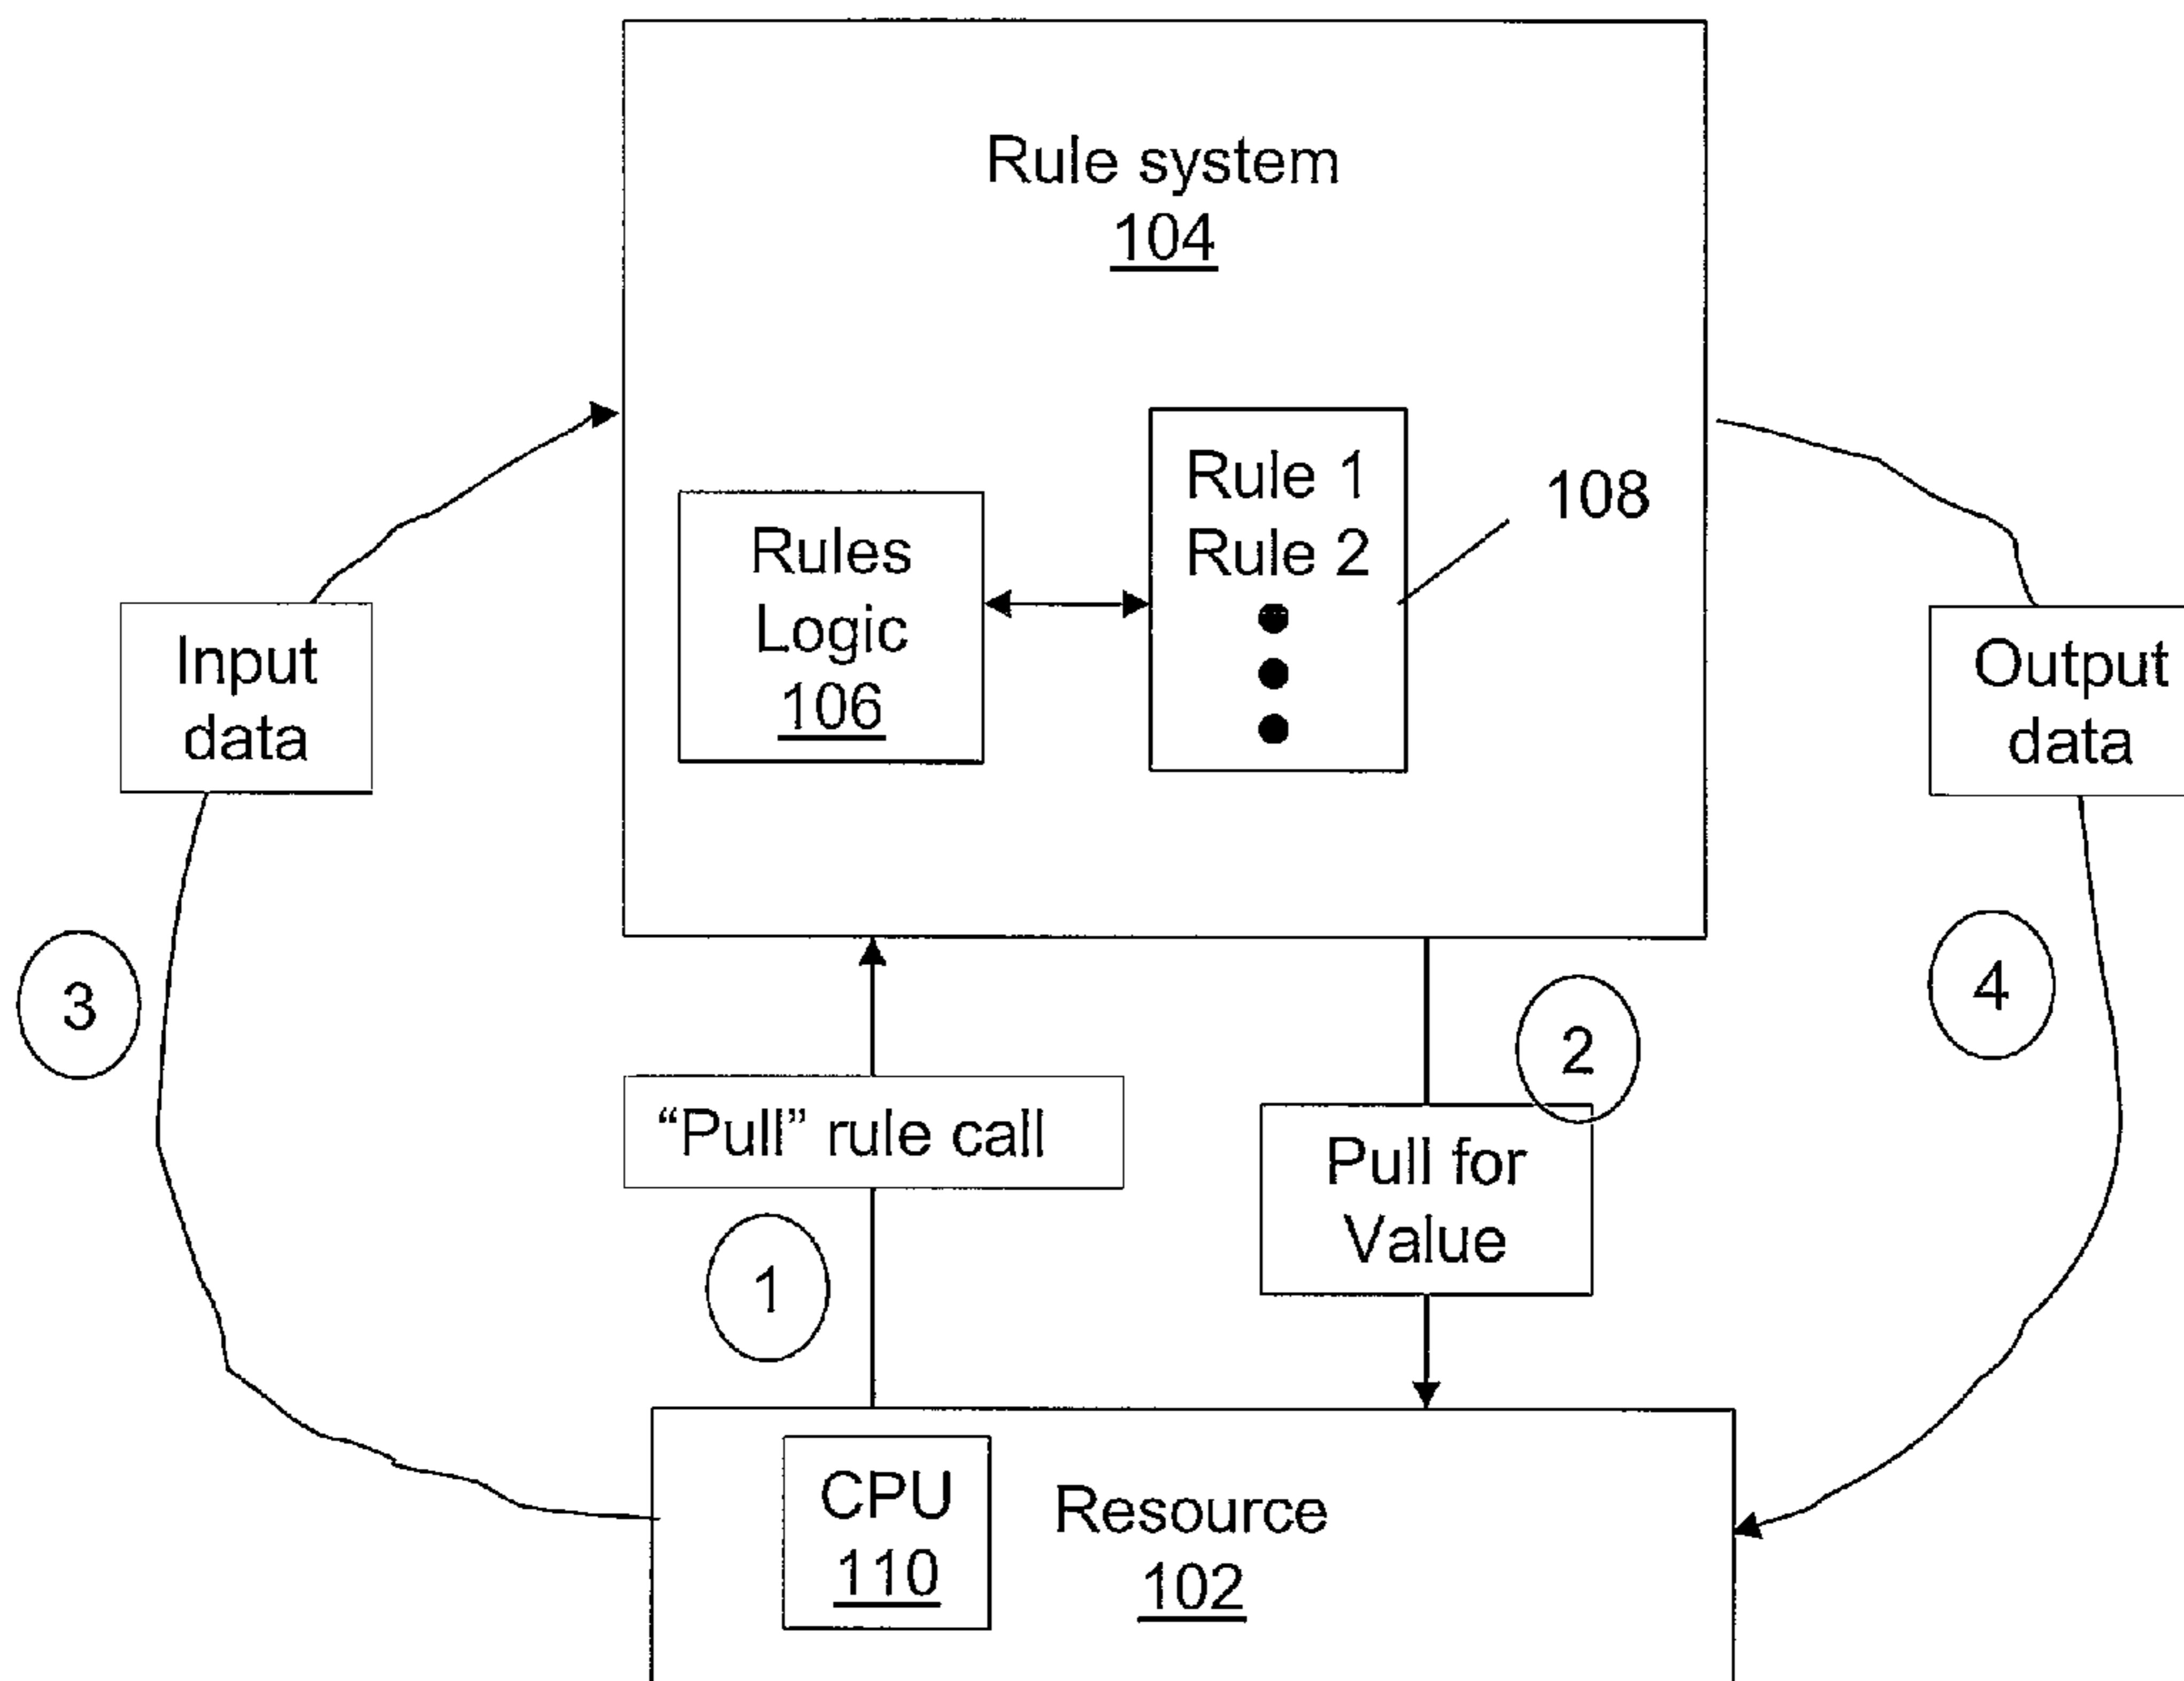 Rule system
104
Rule 1
Rule 2
108
Rules
Logic
106
Input
data
Output
data
3
4
2
"Pull" rule call
Pull for
Value
1
CPU
110
Resource
102